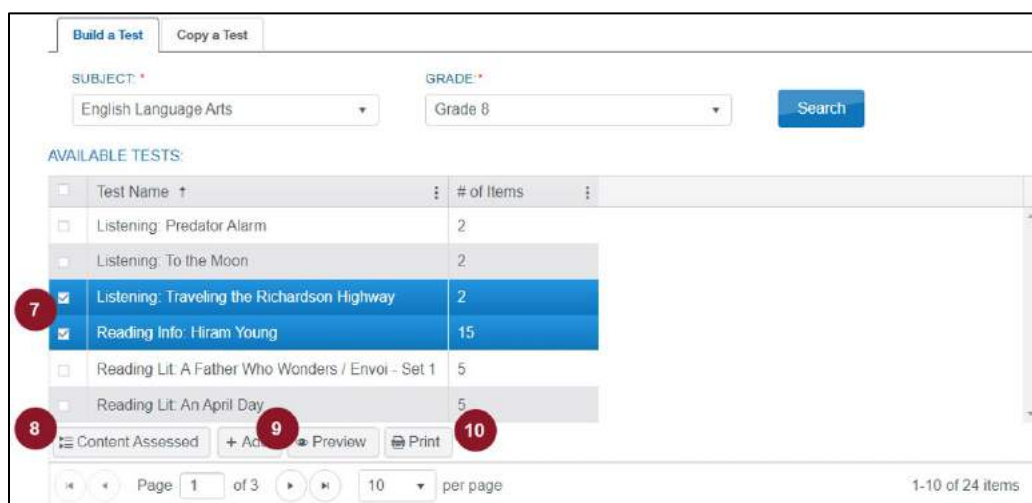 Build a Test Copy a Test
SUBJECT: * GRADE: *
English Language Arts Grade 8 Search
AVAILABLE TESTS:
Test Name ↑ # of Items
Listening: Predator Alarm 2
Listening: To the Moon 2
Listening: Traveling the Richardson Highway 2
7
Reading Info: Hiram Young 15
Reading Lit: A Father Who Wonders / Envoi - Set 1 5
Reading Lit: An April Day 5
8 Content Assessed + Ad 9 Preview Print 10
Page 1 of 3 10 per page 1-10 of 24 items